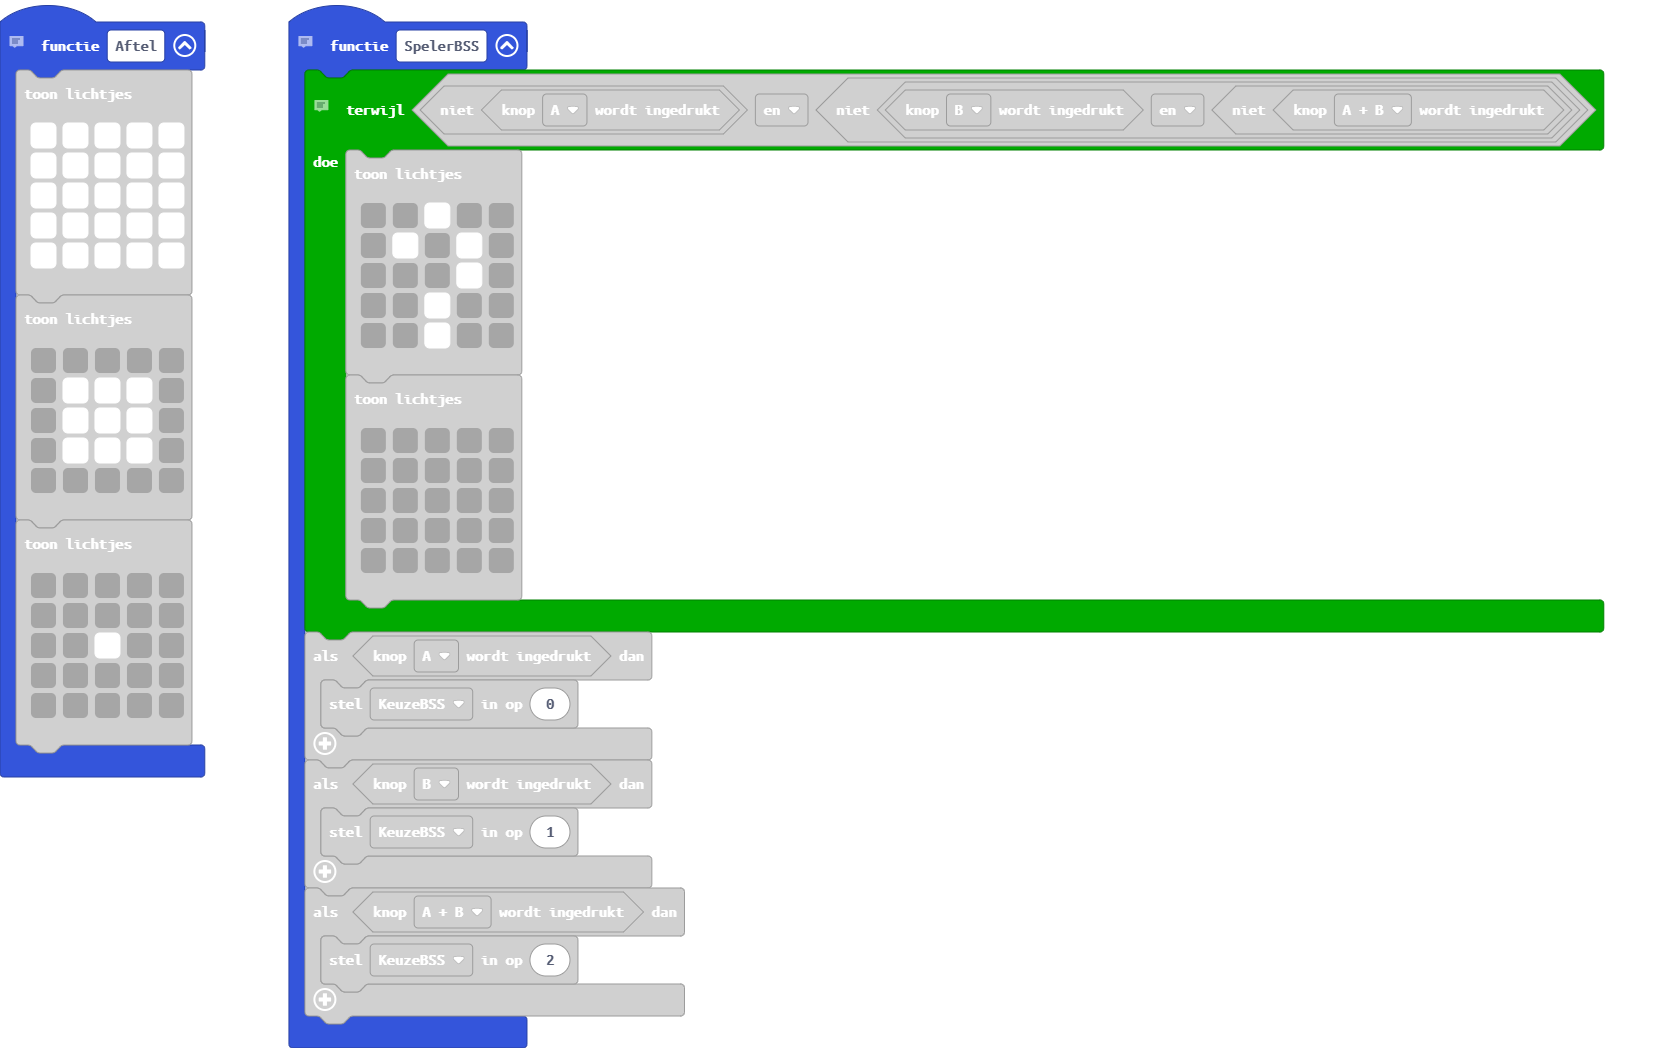 functie Aftel
toon lichtjes
toon lichtjes
toon lichtjes
functie SpelerBSS
terwijl niet knop A wordt ingedrukt en niet knop B wordt ingedrukt en niet knop A + B wordt ingedrukt
doe
toon lichtjes
toon lichtjes
als knop A wordt ingedrukt dan
stel KeuzeBSS in op 0
als knop B wordt ingedrukt dan
stel KeuzeBSS in op 1
als knop A + B wordt ingedrukt dan
stel KeuzeBSS in op 2